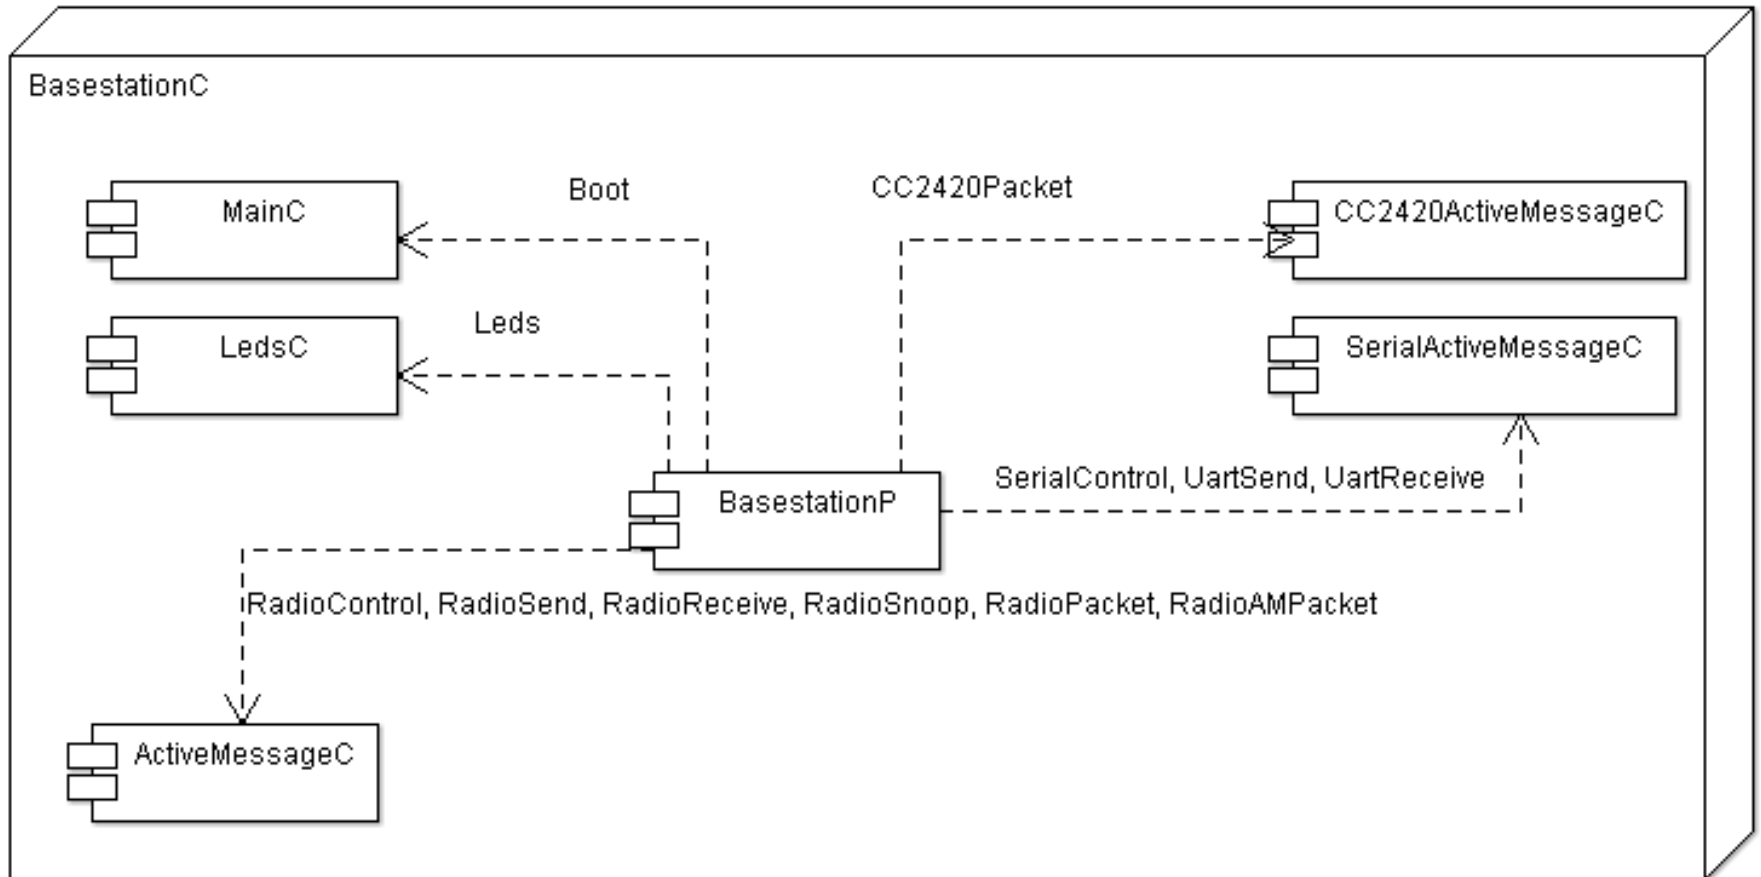 BasestationC
Boot
CC2420Packet
MainC
CC2420ActiveMessageC
Leds
LedsC
SerialActiveMessageC
BasestationP
SerialControl, UartSend, UartReceive
RadioControl, RadioSend, RadioReceive, RadioSnoop, RadioPacket, RadioAMPacket
ActiveMessageC